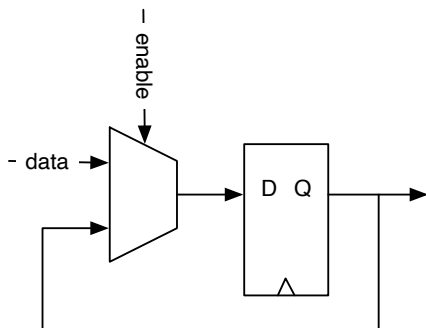 – enable
- data
D Q